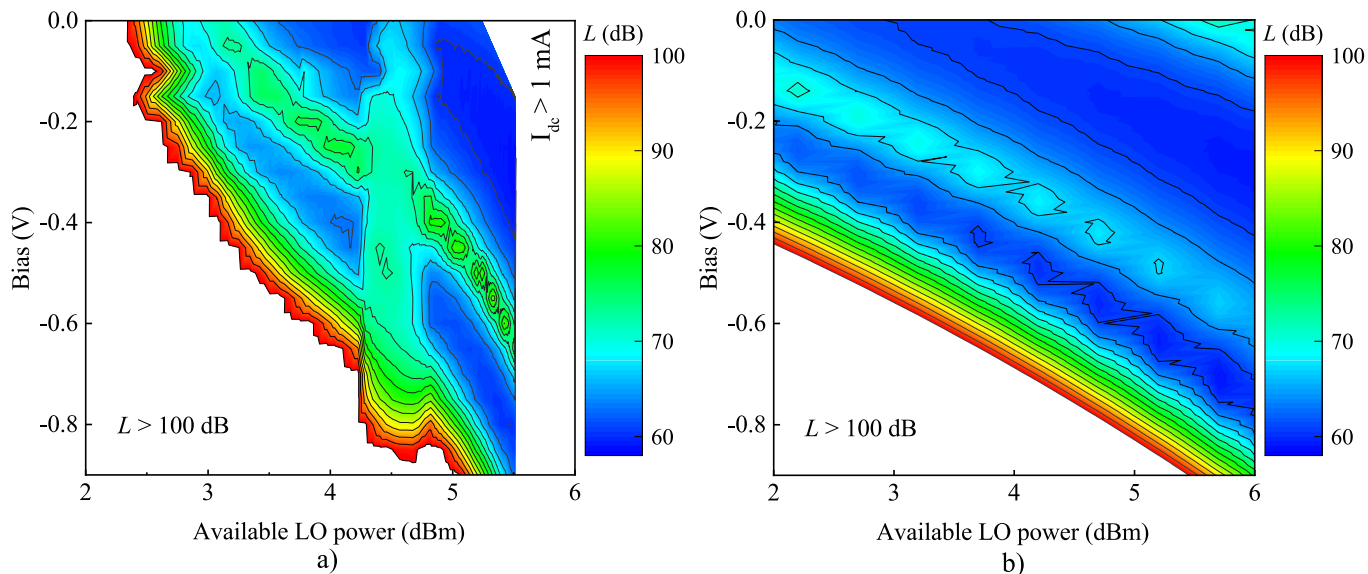 L (dB)
0.0
-0.2
-0.4
-0.6
-0.8
Bias (V)
2
3
4
5
6
Available LO power (dBm)
L > 100 dB
I_dc > 1 mA
100
90
80
70
60
a)
L (dB)
0.0
-0.2
-0.4
-0.6
-0.8
Bias (V)
2
3
4
5
6
Available LO power (dBm)
L > 100 dB
100
90
80
70
60
b)